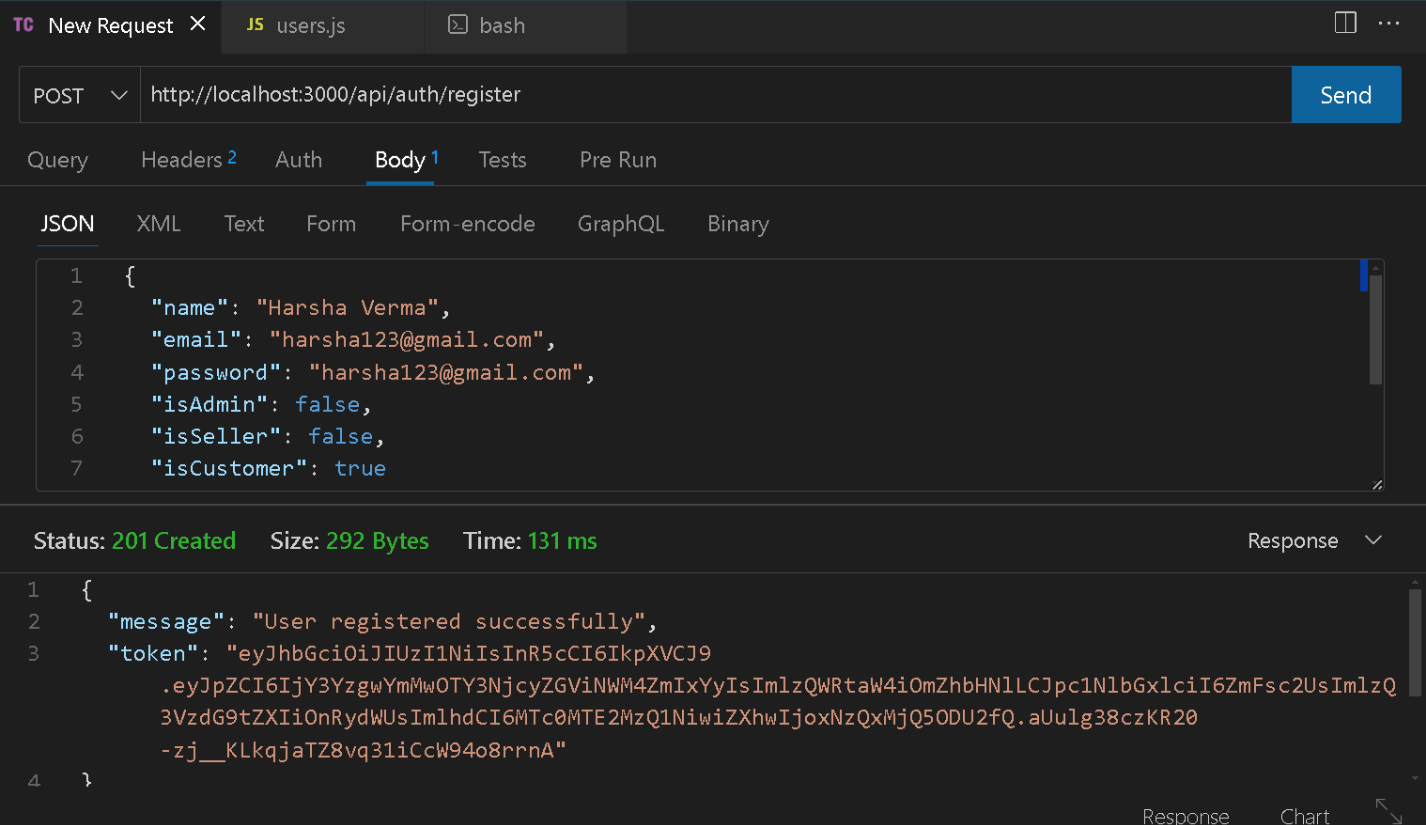 TC New Request JS users.js bash
POST http://localhost:3000/api/auth/register Send
Query Headers 2 Auth Body 1 Tests Pre Run
JSON XML Text Form Form-encode GraphQL Binary
1 {
2 "name": "Harsha Verma",
3 "email": "harsha123@gmail.com",
4 "password": "harsha123@gmail.com",
5 "isAdmin": false,
6 "isSeller": false,
7 "isCustomer": true
Status: 201 Created Size: 292 Bytes Time: 131 ms Response
1 {
2 "message": "User registered successfully",
3 "token": "eyJhbGciOiJIUzI1NiIsInR5cCI6IkpXVCJ9
.eyJpZCI6IjY3YzgwYmMwOTY3NjcyZGViNWM4ZmIxYyIsImlzQWRtaW4iOmZhbHNlLCJpc1NlbGxlciI6ZmFsc2UsImlzQ
3VzdG9tZXIiOnRydWUsImlhdCI6MTc0MTE2MzQ1NiwiZXhwIjoxNzQxMjQ5ODU2fQ.aUulg38czKR20
-zj__KLkqjaTZ8vq31iCcW94o8rrnA"
4 }
Response Chart